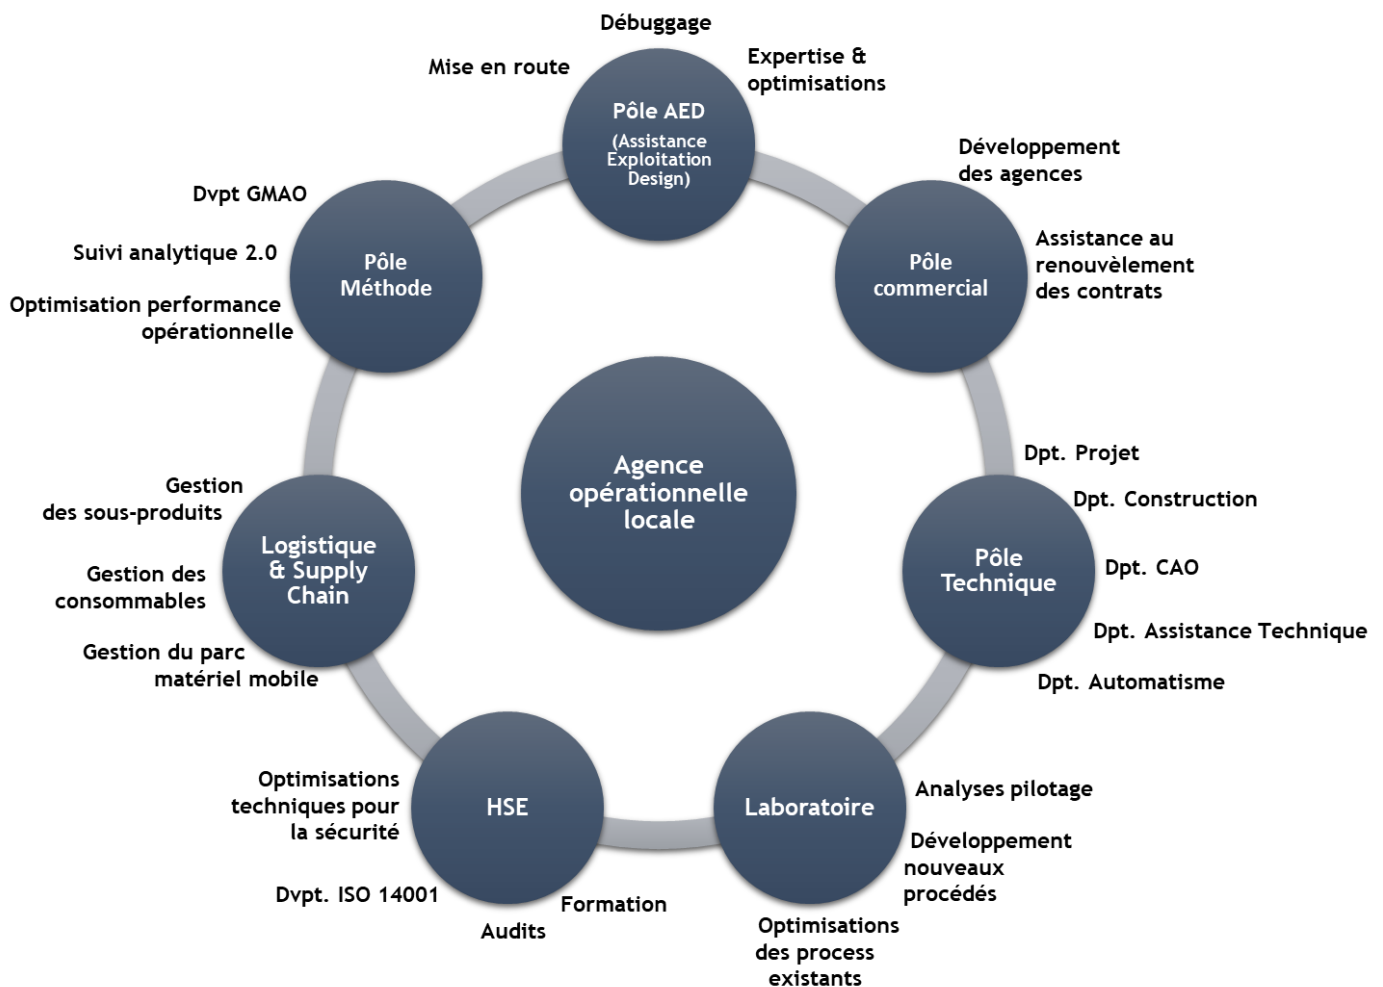 Débuggage
Mise en route
Expertise &
optimisations
Pôle AED
(Assistance
Exploitation
Design)
Développement
des agences
Assistance au
renouvèlement
des contrats
Pôle
commercial
Dvpt GMAO
Suivi analytique 2.0
Optimisation performance
opérationnelle
Pôle
Méthode
Agence
opérationnelle
locale
Dpt. Projet
Dpt. Construction
Dpt. CAO
Dpt. Assistance Technique
Dpt. Automatisme
Pôle
Technique
Gestion
des sous-produits
Gestion des
consommables
Gestion du parc
matériel mobile
Logistique
& Supply
Chain
Optimisations
techniques pour
la sécurité
Dvpt. ISO 14001
Audits
Formation
HSE
Laboratoire
Analyses pilotage
Développement
nouveaux
procédés
Optimisations
des process
existants